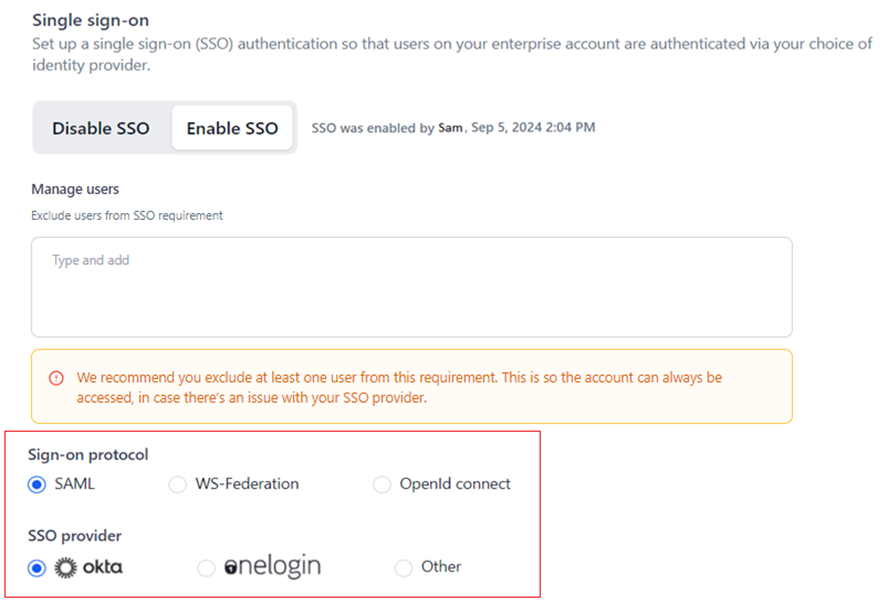 Single sign-on
Set up a single sign-on (SSO) authentication so that users on your enterprise account are authenticated via your choice of
identity provider.
Disable SSO Enable SSO SSO was enabled by Sam, Sep 5, 2024 2:04 PM
Manage users
Exclude users from SSO requirement
Type and add
We recommend you exclude at least one user from this requirement. This is so the account can always be
accessed, in case there's an issue with your SSO provider.
Sign-on protocol
SAML WS-Federation OpenId connect
SSO provider
okta onelogin Other